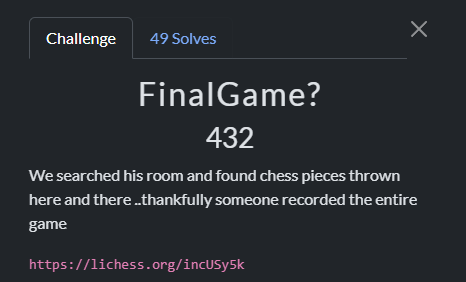 Challenge
49 Solves
FinalGame?
432
We searched his room and found chess pieces thrown
here and there ..thankfully someone recorded the entire
game
https://lichess.org/incUSy5k